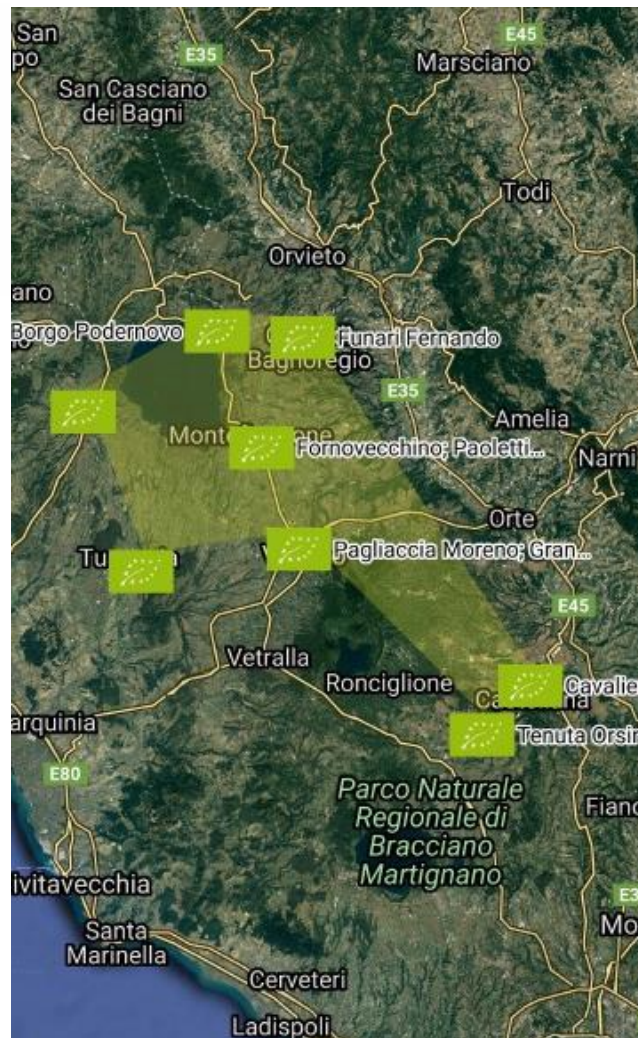 San
po
E35
E45
Marsciano
San Casciano
dei Bagni
Todi
Orvieto
ano
Borgo Podernovo
Funari Fernando
Bagnoregio
E35
Amelia
Fornovecchino; Paoletti...
Narni
Orte
Pagliaccia Moreno; Gran...
E45
Vetralla
Ronciglione
Cavalie
Tenuta Orsin
arquinia
E80
Parco Naturale
Regionale di
Bracciano
Martignano
Fiano
ivitavecchia
Santa
Marinella
Mo
Cerveteri
Ladispoli